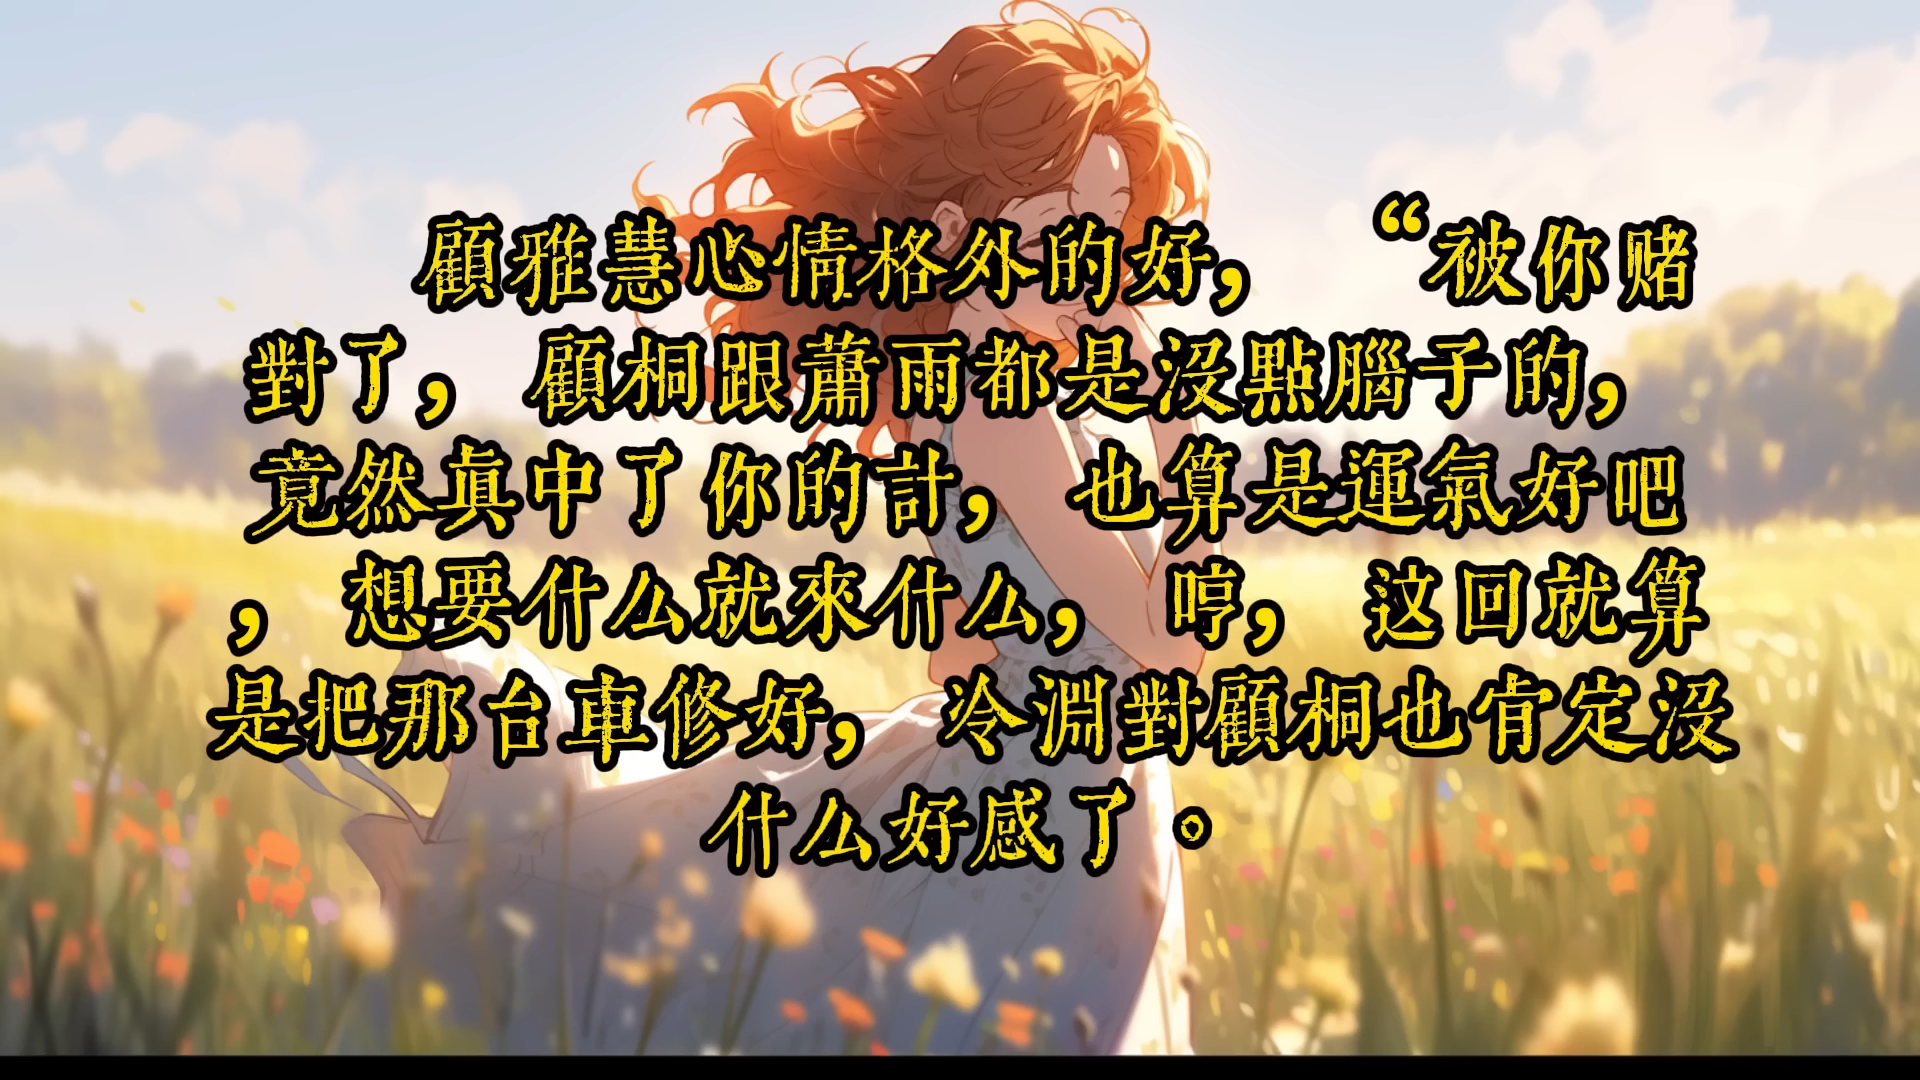 顧雅慧心情格外的好，“被你赌
對了，顧桐跟蕭雨都是沒點腦子的，
竟然真中了你的計，也算是運氣好吧
，想要什么就來什么，哼，这回就算
是把那台車修好，冷淵對顧桐也肯定沒
什么好感了。